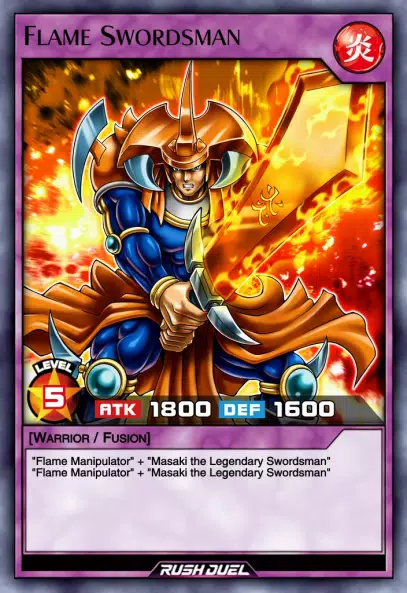 FLAME SWORDSMAN
炎
LEVEL
5
ATK 1800 DEF 1600
[WARRIOR / FUSION]
"Flame Manipulator" + "Masaki the Legendary Swordsman"
"Flame Manipulator" + "Masaki the Legendary Swordsman"
RUSH DUEL